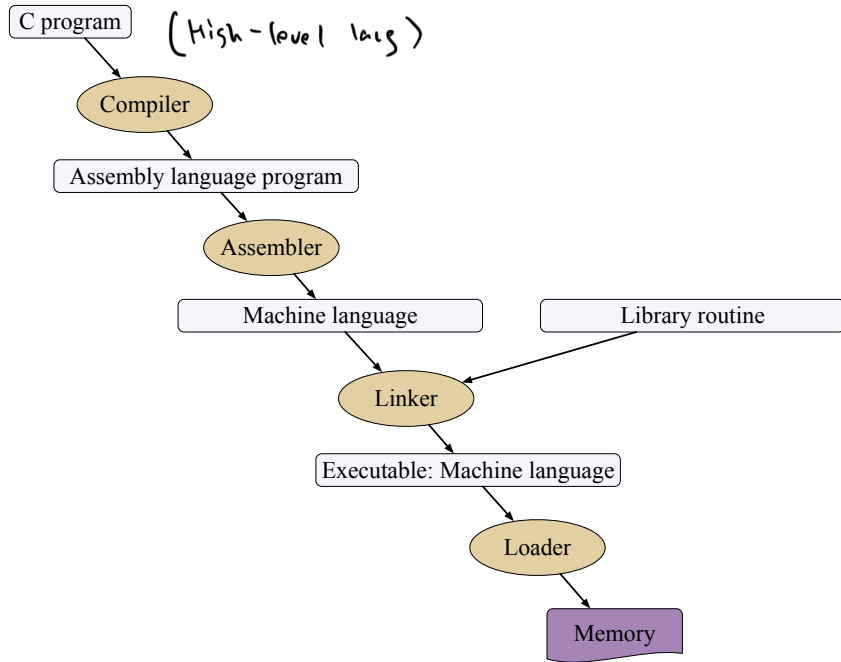 C program
(High-level lang)
Compiler
Assembly language program
Assembler
Machine language
Library routine
Linker
Executable: Machine language
Loader
Memory